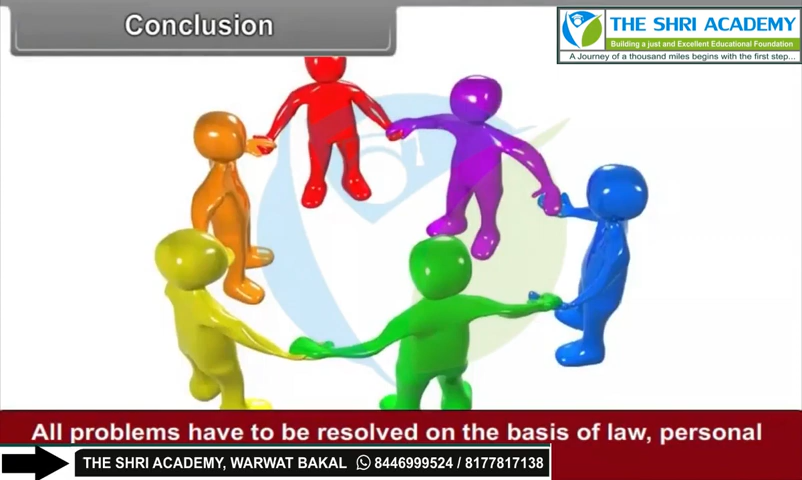 Conclusion
THE SHRI ACADEMY
Building a just and Excellent Educational Foundation
A Journey of a thousand miles begins with the first step...
All problems have to be resolved on the basis of law, personal
THE SHRI ACADEMY, WARWAT BAKAL 8446999524 / 8177817138